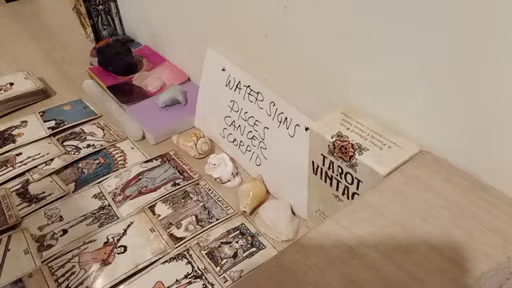 WATER SIGNS
PISCES
CANCER
SCORPIO
TAROT
VINTAG